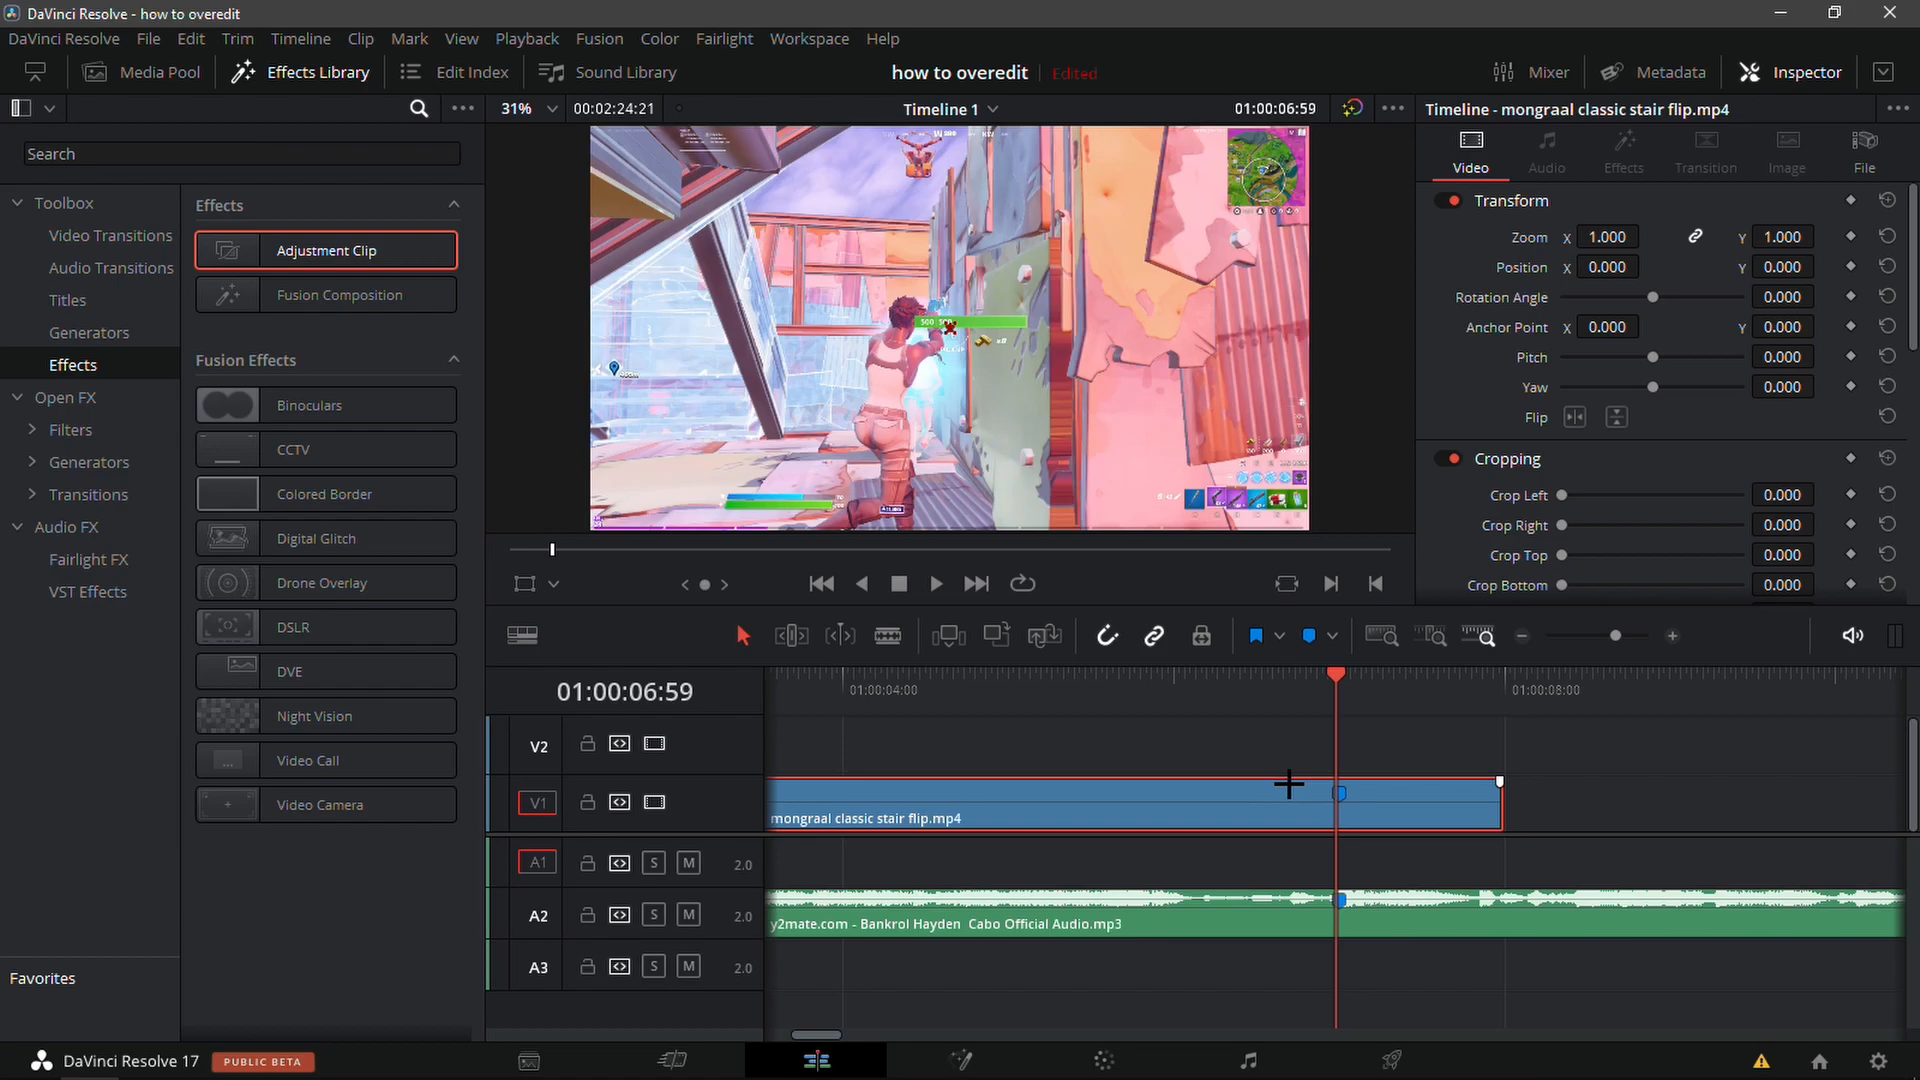 DaVinci Resolve - how to overedit
DaVinci Resolve File Edit Trim Timeline Clip Mark View Playback Fusion Color Fairlight Workspace Help
Media Pool Effects Library Edit Index Sound Library how to overedit Edited Mixer Metadata Inspector
31% 00:02:24:21 Timeline 1 01:00:06:59 Timeline - mongraal classic stair flip.mp4
Search
Video Audio Effects Transition Image File
Toolbox
Video Transitions
Audio Transitions
Titles
Generators
Effects
Open FX
Filters
Generators
Transitions
Audio FX
Fairlight FX
VST Effects
Favorites
Effects
Adjustment Clip
Fusion Composition
Fusion Effects
Binoculars
CCTV
Colored Border
Digital Glitch
Drone Overlay
DSLR
DVE
Night Vision
Video Call
Video Camera
Transform
Zoom X 1.000 Y 1.000
Position X 0.000 Y 0.000
Rotation Angle 0.000
Anchor Point X 0.000 Y 0.000
Pitch 0.000
Yaw 0.000
Flip
Cropping
Crop Left 0.000
Crop Right 0.000
Crop Top 0.000
Crop Bottom 0.000
01:00:06:59 01:00:04:00 01:00:08:00
V2
V1
mongraal classic stair flip.mp4
A1 S M 2.0
A2 S M 2.0
y2mate.com - Bankrol Hayden Cabo Official Audio.mp3
A3 S M 2.0
DaVinci Resolve 17 PUBLIC BETA